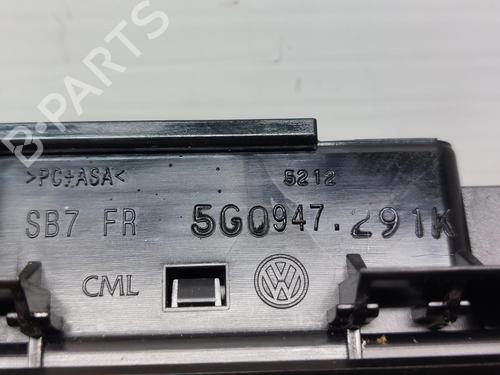 B-PARTS
>PC+ASA<
5212
SB7 FR
5G0947.291K
CML